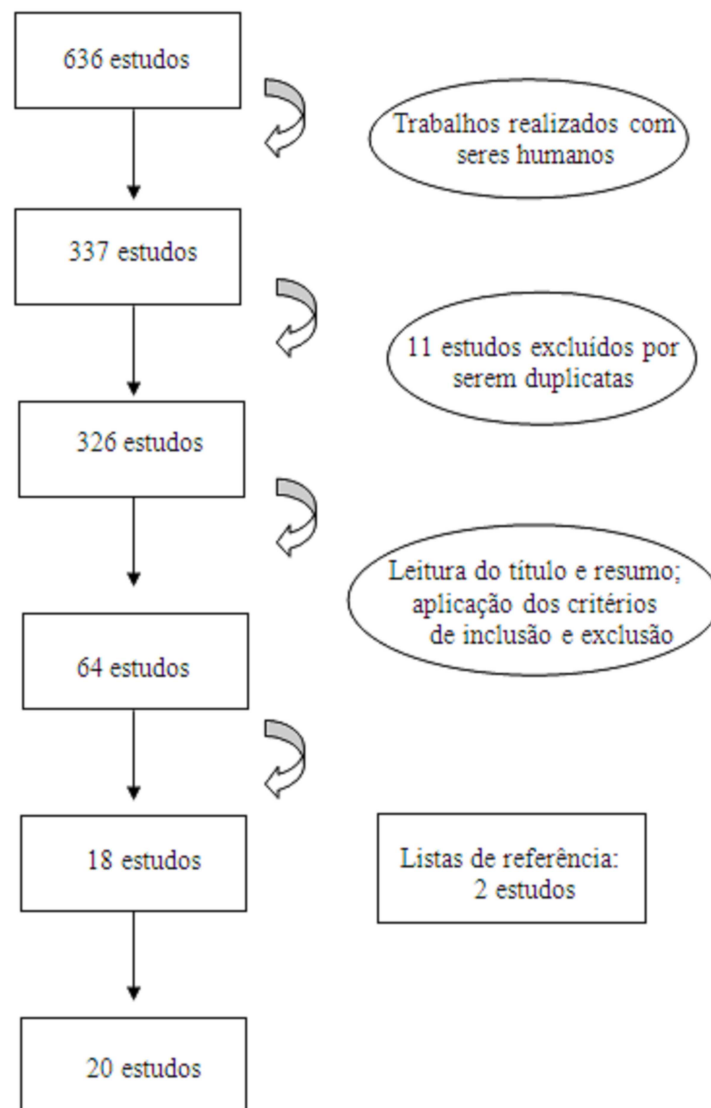 636 estudos
Trabalhos realizados com
seres humanos
337 estudos
11 estudos excluídos por
serem duplicatas
326 estudos
Leitura do título e resumo;
aplicação dos critérios
de inclusão e exclusão
64 estudos
18 estudos
Listas de referência:
2 estudos
20 estudos